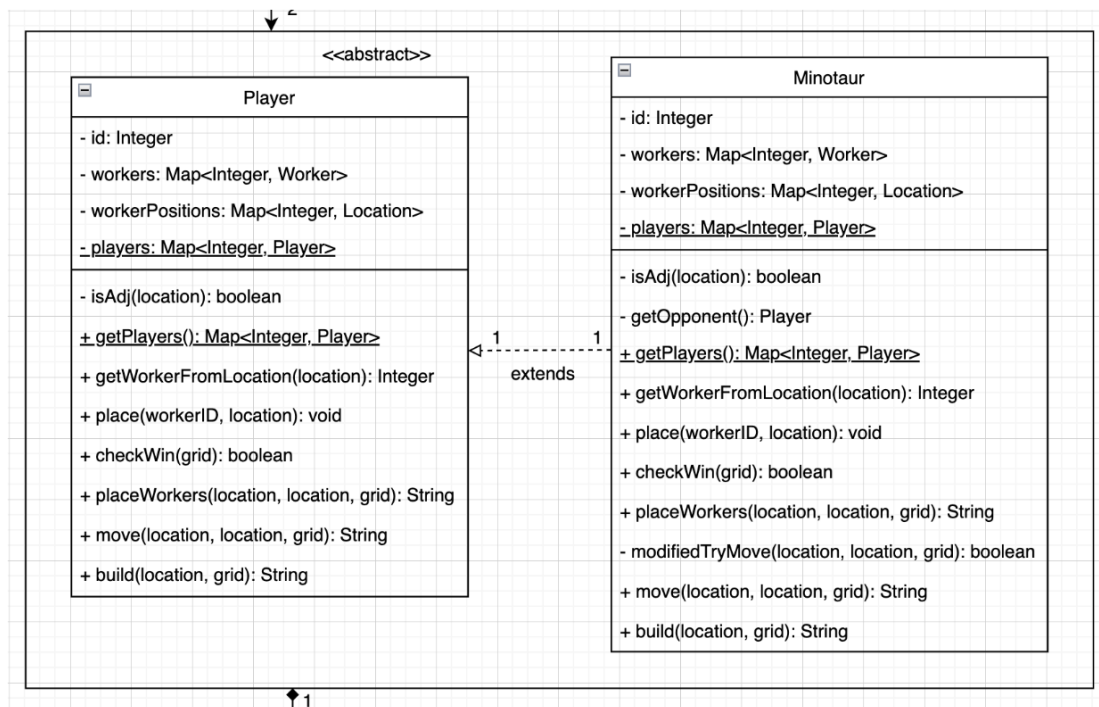 2
<<abstract>>
Player
- id: Integer
- workers: Map<Integer, Worker>
- workerPositions: Map<Integer, Location>
- players: Map<Integer, Player>
- isAdj(location): boolean
+ getPlayers(): Map<Integer, Player>
+ getWorkerFromLocation(location): Integer
+ place(workerID, location): void
+ checkWin(grid): boolean
+ placeWorkers(location, location, grid): String
+ move(location, location, grid): String
+ build(location, grid): String
1
1
extends
Minotaur
- id: Integer
- workers: Map<Integer, Worker>
- workerPositions: Map<Integer, Location>
- players: Map<Integer, Player>
- isAdj(location): boolean
- getOpponent(): Player
+ getPlayers(): Map<Integer, Player>
+ getWorkerFromLocation(location): Integer
+ place(workerID, location): void
+ checkWin(grid): boolean
+ placeWorkers(location, location, grid): String
- modifiedTryMove(location, location, grid): boolean
+ move(location, location, grid): String
+ build(location, grid): String
1